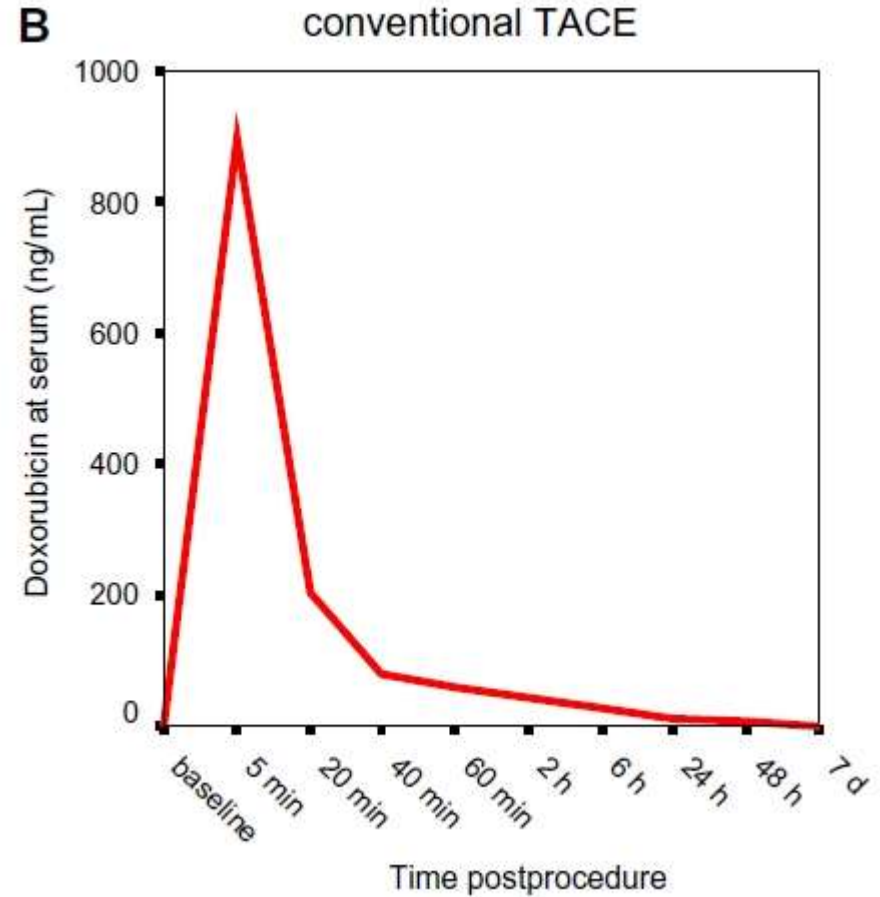 B
conventional TACE
Doxorubicin at serum (ng/mL)
1000
800
600
400
200
0
baseline
5 min
20 min
40 min
60 min
2 h
6 h
24 h
48 h
7 d
Time postprocedure